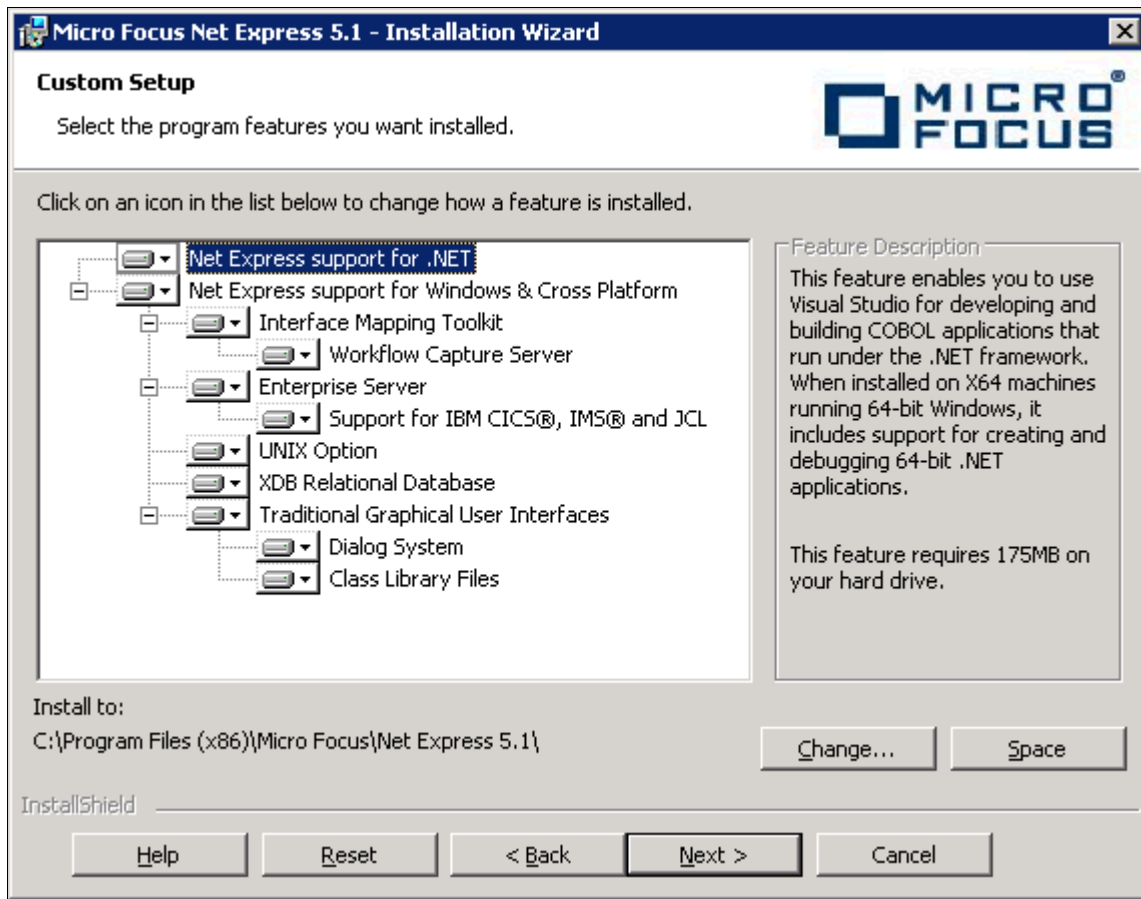 Micro Focus Net Express 5.1 - Installation Wizard
Custom Setup
Select the program features you want installed.
MICRO
FOCUS
®
Click on an icon in the list below to change how a feature is installed.
Net Express support for .NET
Net Express support for Windows & Cross Platform
Interface Mapping Toolkit
Workflow Capture Server
Enterprise Server
Support for IBM CICS®, IMS® and JCL
UNIX Option
XDB Relational Database
Traditional Graphical User Interfaces
Dialog System
Class Library Files
Feature Description
This feature enables you to use
Visual Studio for developing and
building COBOL applications that
run under the .NET framework.
When installed on X64 machines
running 64-bit Windows, it
includes support for creating and
debugging 64-bit .NET
applications.
This feature requires 175MB on
your hard drive.
Install to:
C:\Program Files (x86)\Micro Focus\Net Express 5.1\
Change...
Space
InstallShield
Help
Reset
< Back
Next >
Cancel